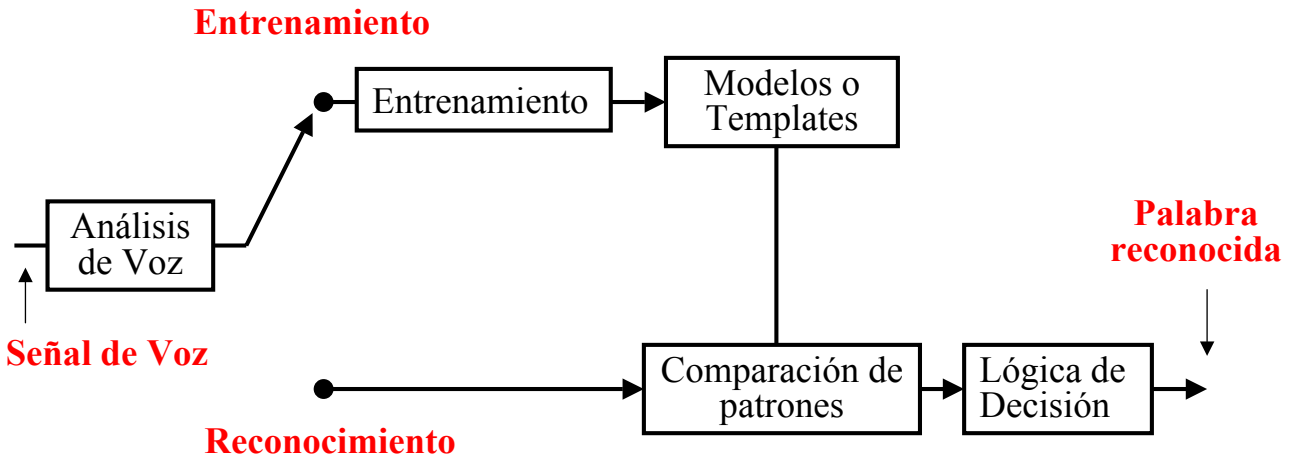 Entrenamiento
Entrenamiento
Modelos o
Templates
Análisis
de Voz
Señal de Voz
Palabra
reconocida
Comparación de
patrones
Lógica de
Decisión
Reconocimiento